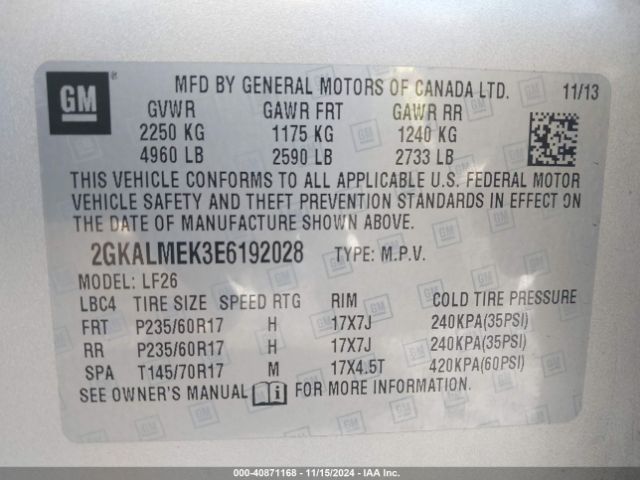 GM ®
MFD BY GENERAL MOTORS OF CANADA LTD. 11/13
GVWR GAWR FRT GAWR RR
2250 KG 1175 KG 1240 KG
4960 LB 2590 LB 2733 LB
THIS VEHICLE CONFORMS TO ALL APPLICABLE U.S. FEDERAL MOTOR
VEHICLE SAFETY AND THEFT PREVENTION STANDARDS IN EFFECT ON
THE DATE OF MANUFACTURE SHOWN ABOVE.
2GKALMEK3E6192028 TYPE: M.P.V.
MODEL: LF26
LBC4 TIRE SIZE SPEED RTG RIM COLD TIRE PRESSURE
FRT P235/60R17 H 17X7J 240KPA(35PSI)
RR P235/60R17 H 17X7J 240KPA(35PSI)
SPA T145/70R17 M 17X4.5T 420KPA(60PSI)
SEE OWNER'S MANUAL FOR MORE INFORMATION.
000-40871168 - 11/15/2024 - IAA Inc.